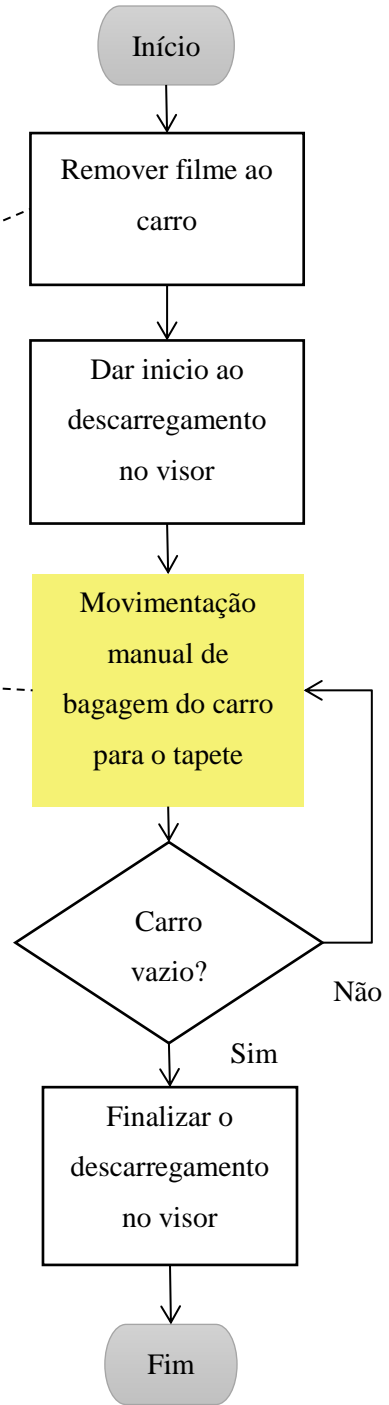 Início
Remover filme ao
carro
Dar inicio ao
descarregamento
no visor
Movimentação
manual de
bagagem do carro
para o tapete
Carro
vazio?
Não
Sim
Finalizar o
descarregamento
no visor
Fim